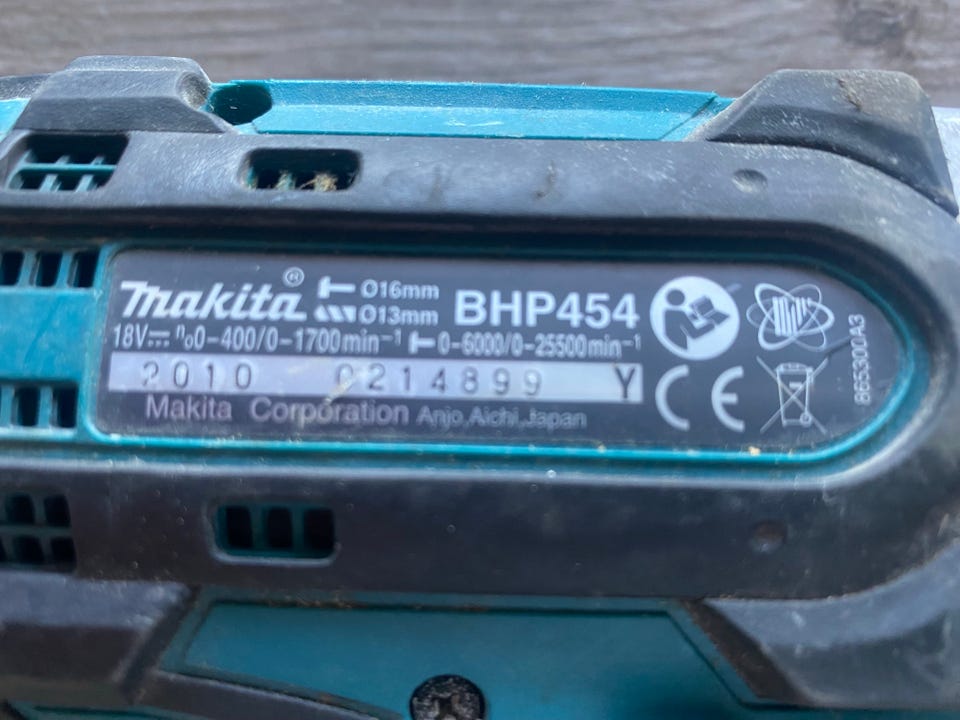 makita® Ø16mm
Ø13mm BHP454
18V⎓ n₀0-400/0-1700min⁻¹ 0-6000/0-25500min⁻¹
2010 0214899 Y
Makita Corporation Anjo, Aichi, Japan
CE
865300A3